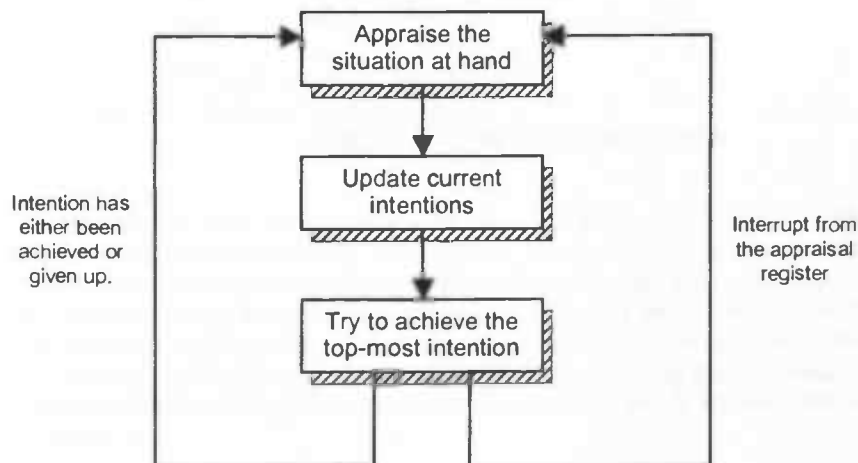 Appraise the
situation at hand
Update current
intentions
Intention has
either been
achieved or
given up.
Interrupt from
the appraisal
register
Try to achieve the
top-most intention